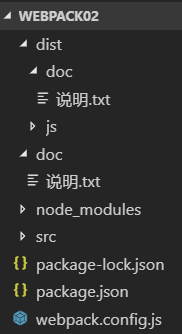 WEBPACK02
dist
doc
说明.txt
js
doc
说明.txt
node_modules
src
package-lock.json
package.json
webpack.config.js